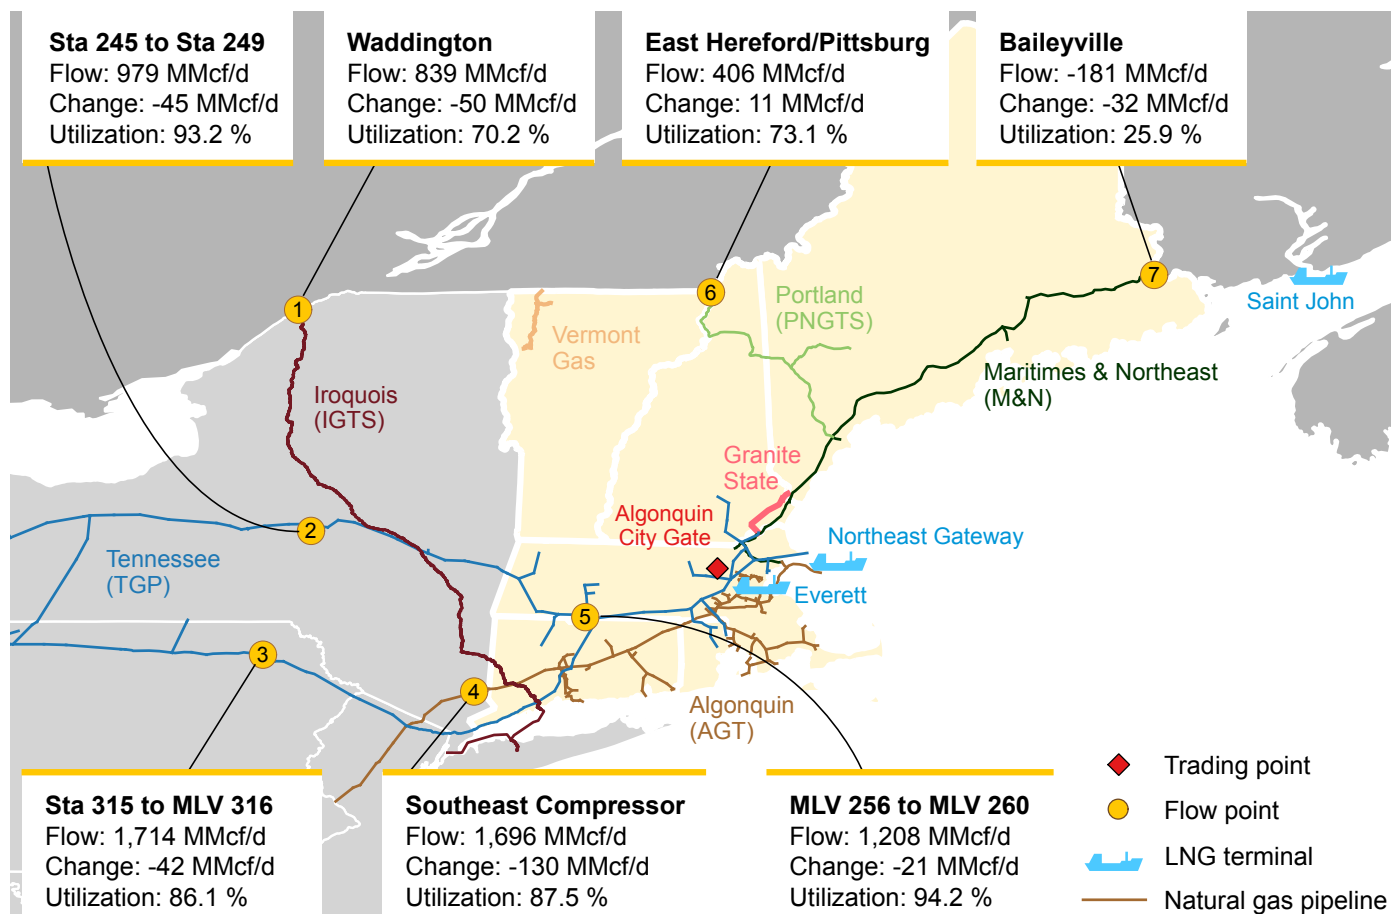 Sta 245 to Sta 249
Flow: 979 MMcf/d
Change: -45 MMcf/d
Utilization: 93.2 %
Waddington
Flow: 839 MMcf/d
Change: -50 MMcf/d
Utilization: 70.2 %
East Hereford/Pittsburg
Flow: 406 MMcf/d
Change: 11 MMcf/d
Utilization: 73.1 %
Baileyville
Flow: -181 MMcf/d
Change: -32 MMcf/d
Utilization: 25.9 %
7
6
1
Portland
(PNGTS)
Saint John
Vermont
Gas
Maritimes & Northeast
(M&N)
Iroquois
(IGTS)
Granite
State
Algonquin
City Gate
2
Northeast Gateway
Tennessee
(TGP)
Everett
5
3
4
Algonquin
(AGT)
Sta 315 to MLV 316
Flow: 1,714 MMcf/d
Change: -42 MMcf/d
Utilization: 86.1 %
Southeast Compressor
Flow: 1,696 MMcf/d
Change: -130 MMcf/d
Utilization: 87.5 %
MLV 256 to MLV 260
Flow: 1,208 MMcf/d
Change: -21 MMcf/d
Utilization: 94.2 %
Trading point
Flow point
LNG terminal
Natural gas pipeline